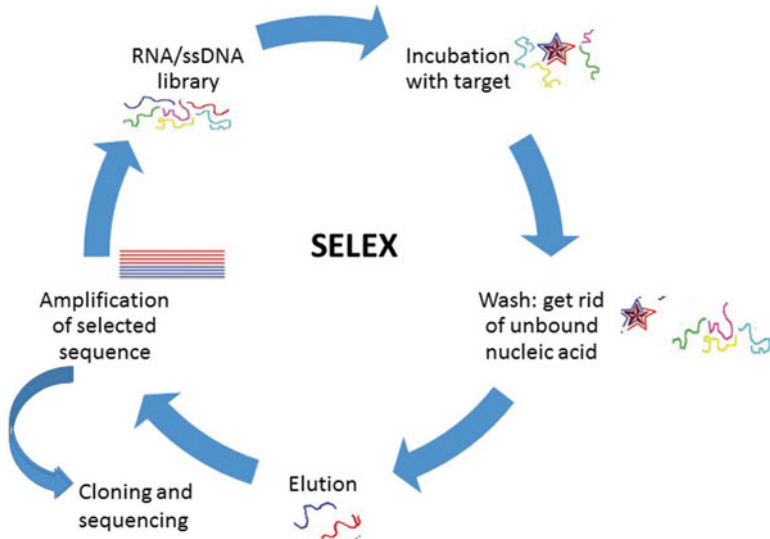 RNA/ssDNA
library
Incubation
with target
SELEX
Wash: get rid
of unbound
nucleic acid
Elution
Amplification
of selected
sequence
Cloning and
sequencing